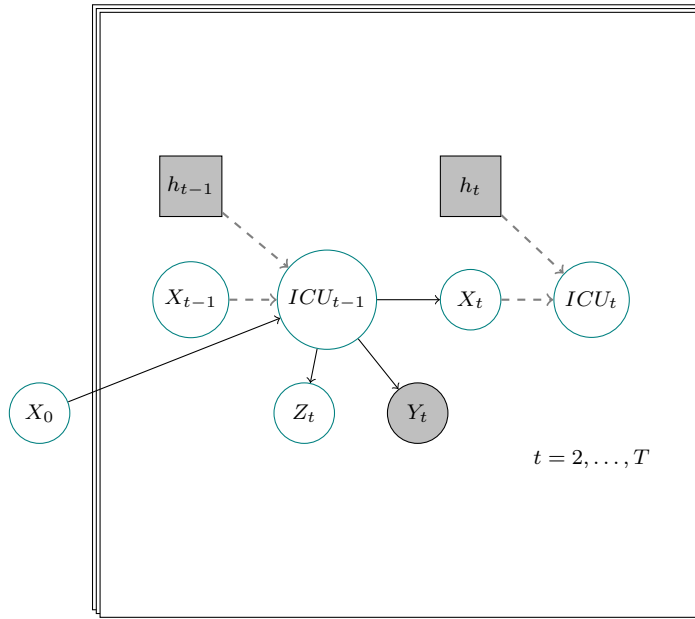 h_{t−1}
h_t
X_{t−1}
ICU_{t−1}
X_t
ICU_t
X_0
Z_t
Y_t
t = 2, . . . , T